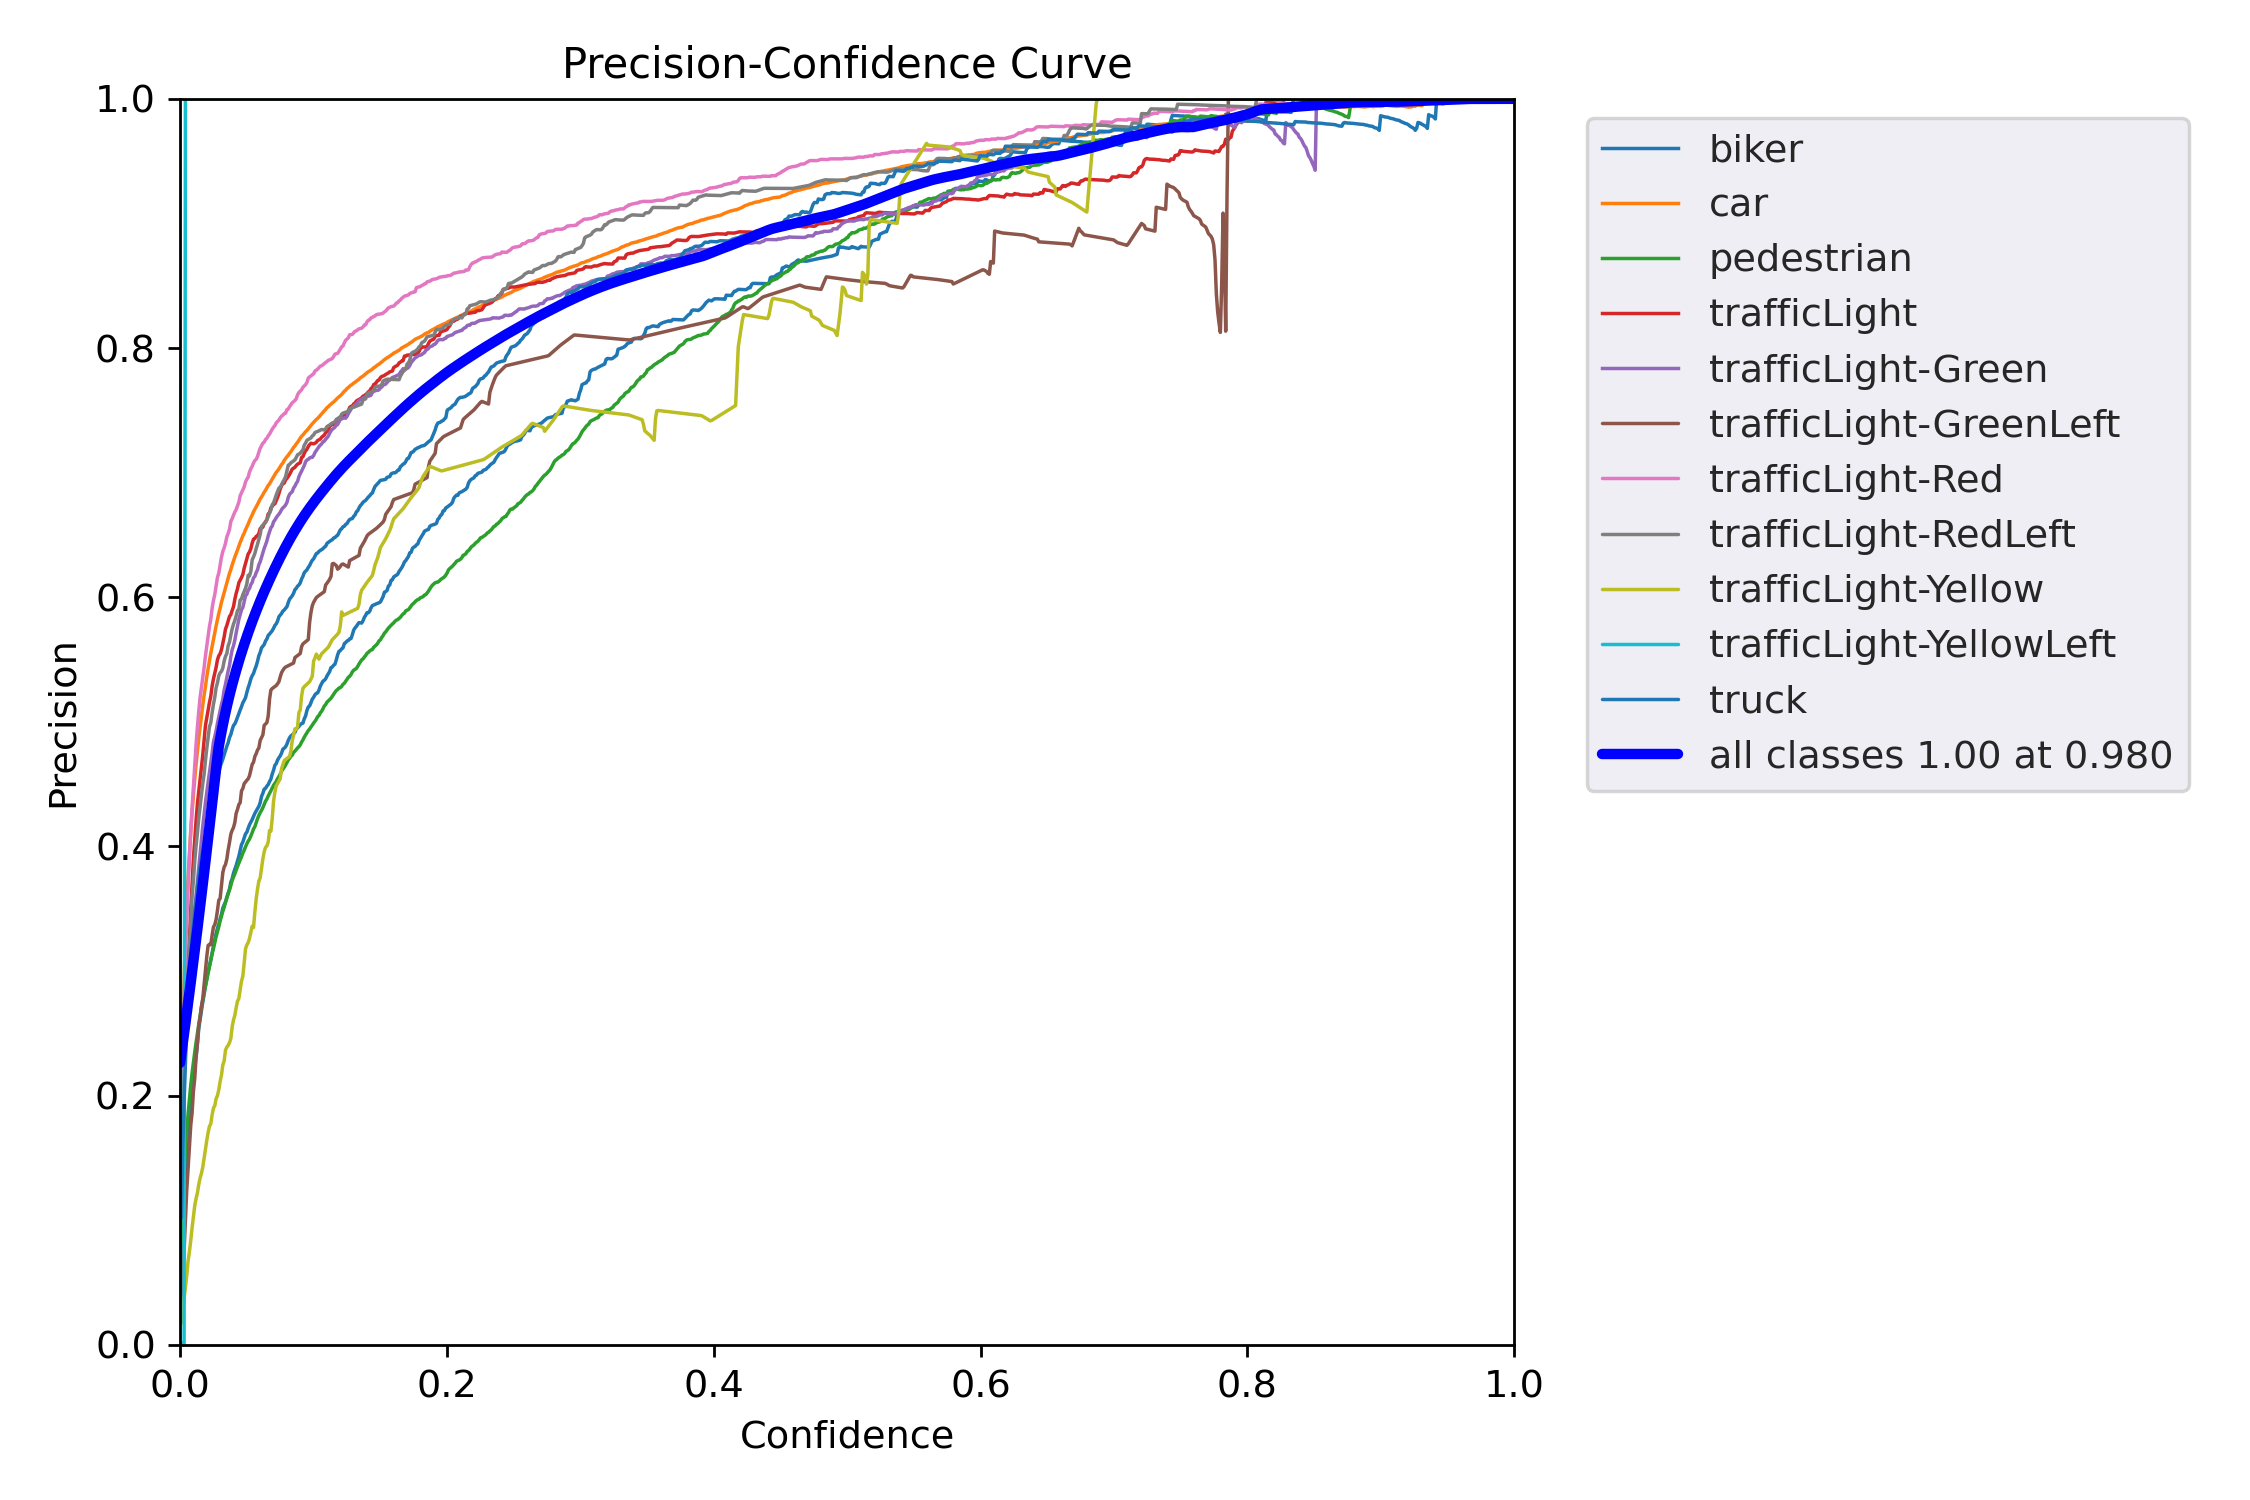 Precision-Confidence Curve
1.0
0.8
0.6
0.4
0.2
0.0
Precision
0.0 0.2 0.4 0.6 0.8 1.0
Confidence
biker
car
pedestrian
trafficLight
trafficLight-Green
trafficLight-GreenLeft
trafficLight-Red
trafficLight-RedLeft
trafficLight-Yellow
trafficLight-YellowLeft
truck
all classes 1.00 at 0.980